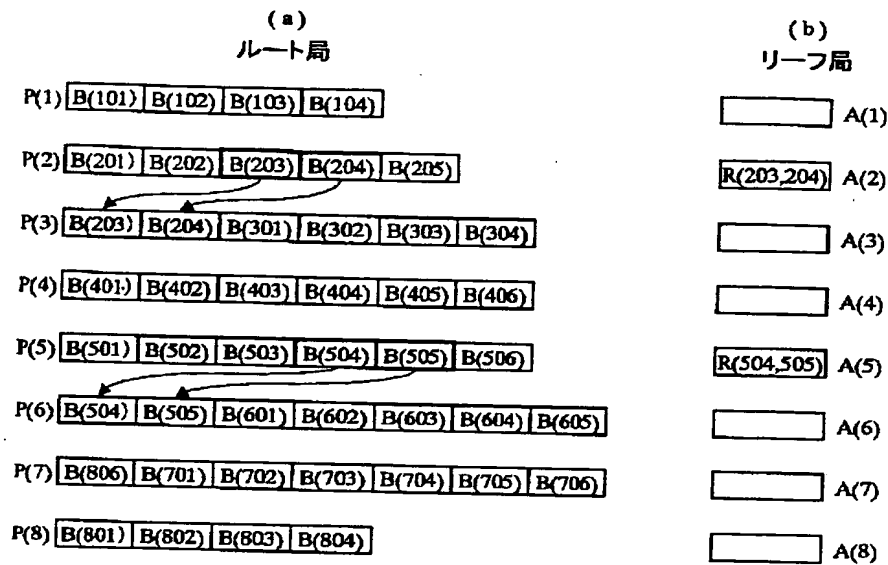 (a)
ルート局
(b)
リーフ局
P(1) B(101) B(102) B(103) B(104)
A(1)
P(2) B(201) B(202) B(203) B(204) B(205)
R(203,204) A(2)
P(3) B(203) B(204) B(301) B(302) B(303) B(304)
A(3)
P(4) B(401) B(402) B(403) B(404) B(405) B(406)
A(4)
P(5) B(501) B(502) B(503) B(504) B(505) B(506)
R(504,505) A(5)
P(6) B(504) B(505) B(601) B(602) B(603) B(604) B(605)
A(6)
P(7) B(806) B(701) B(702) B(703) B(704) B(705) B(706)
A(7)
P(8) B(801) B(802) B(803) B(804)
A(8)